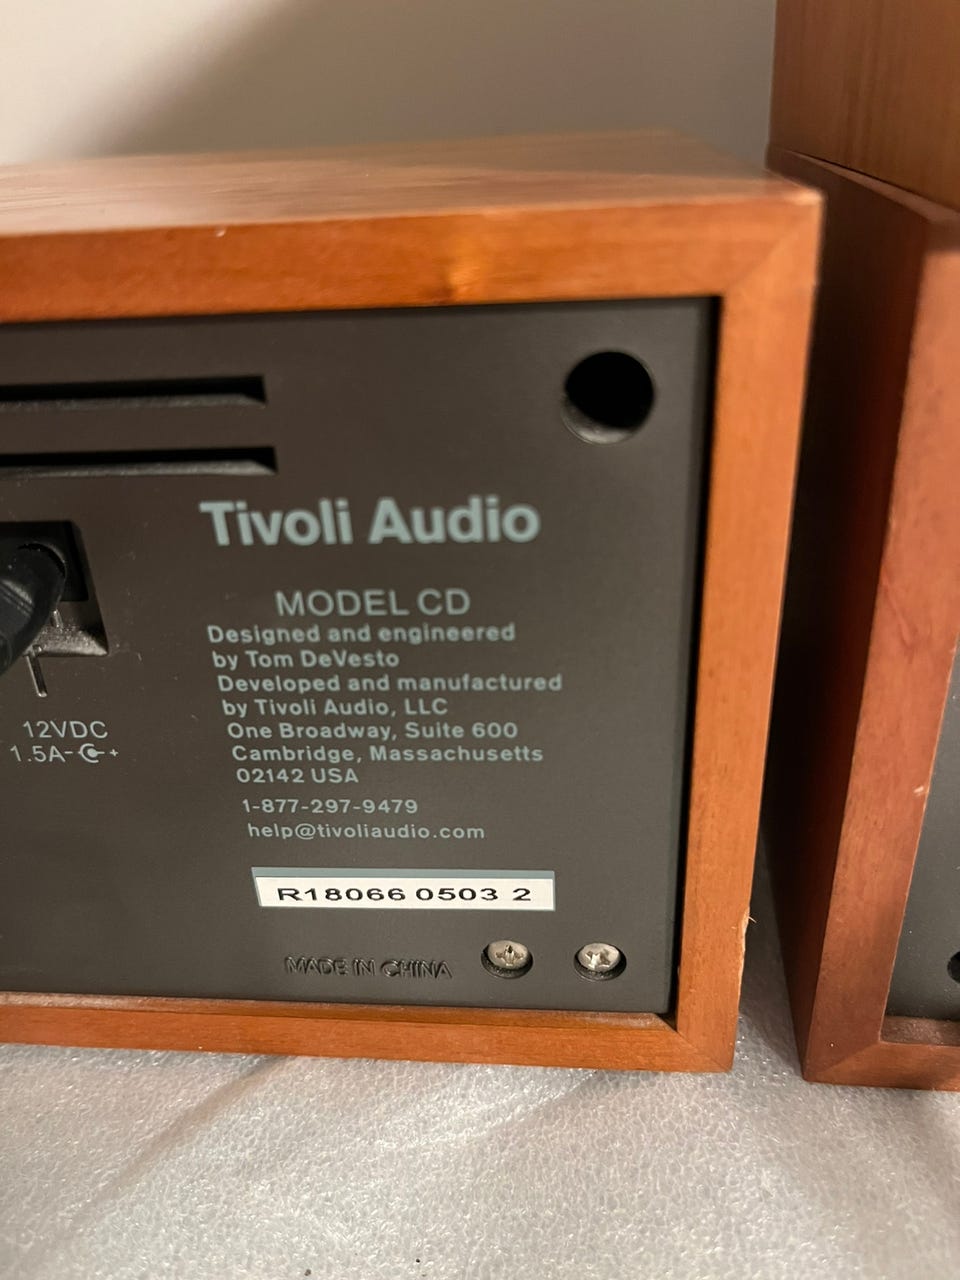 Tivoli Audio
MODEL CD
Designed and engineered
by Tom DeVesto
Developed and manufactured
by Tivoli Audio, LLC
One Broadway, Suite 600
Cambridge, Massachusetts
02142 USA
1-877-297-9479
help@tivoliaudio.com
12VDC
1.5A - +
R18066 0503 2
MADE IN CHINA